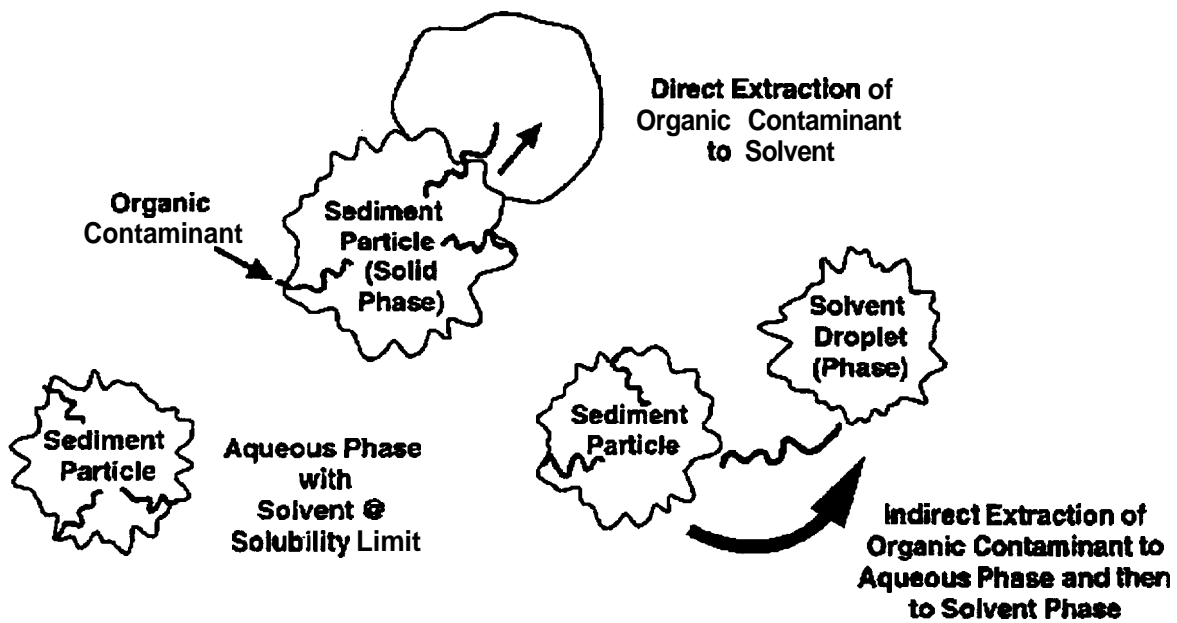 Direct Extraction of
Organic Contaminant
to Solvent
Organic
Contaminant
Sediment
Particle
(Solid
Phase)
Solvent
Droplet
(Phase)
Sediment
Particle
Aqueous Phase
with
Solvent @
Solubility Limit
Sediment
Particle
Indirect Extraction of
Organic Contaminant to
Aqueous Phase and then
to Solvent Phase